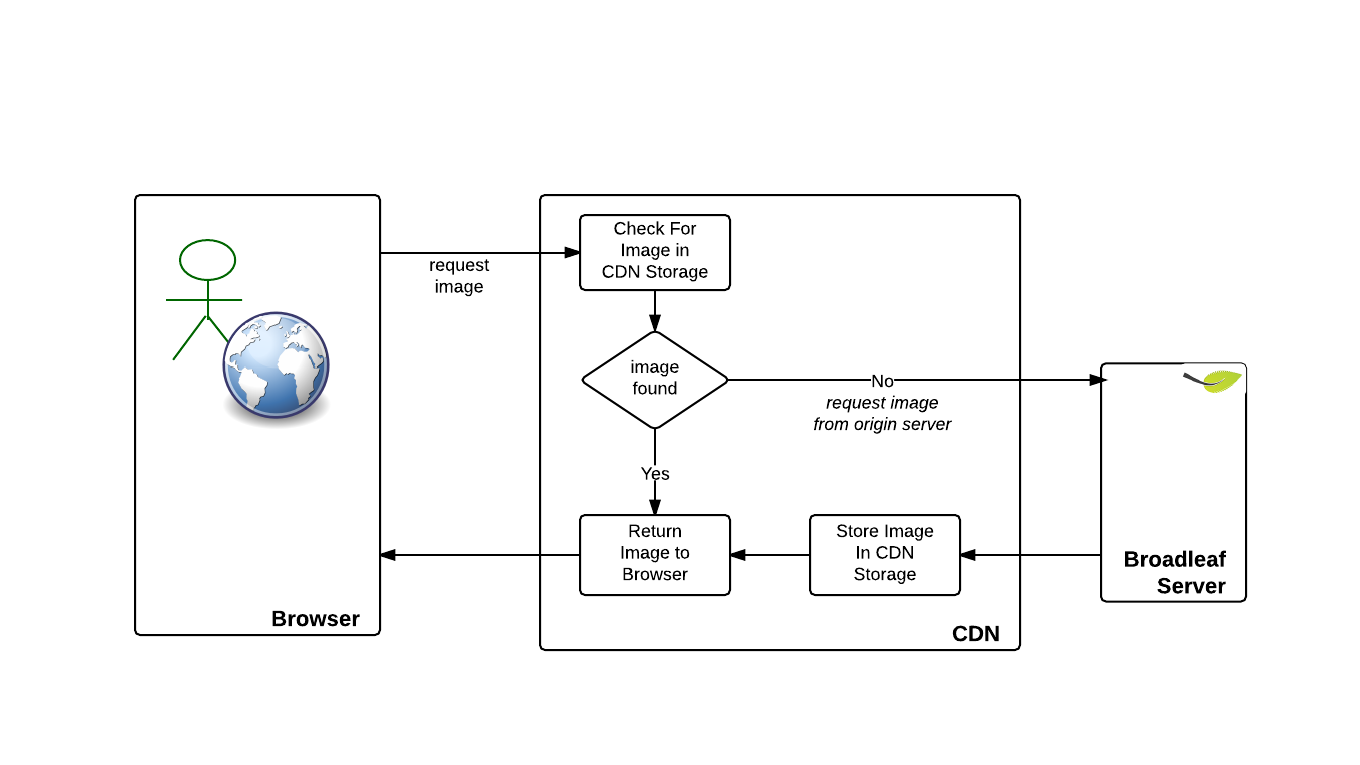 Check For
Image in
CDN Storage
request
image
image
found
No
request image
from origin server
Yes
Return
Image to
Browser
Store Image
In CDN
Storage
Broadleaf
Server
Browser
CDN